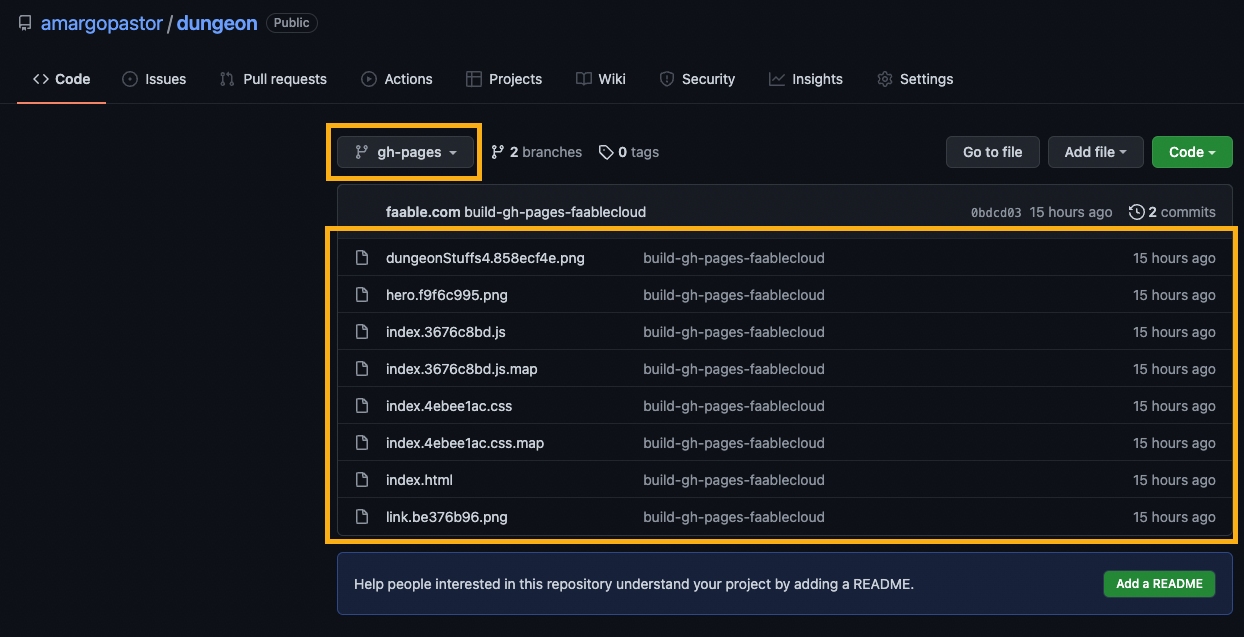 amargopastor / dungeon Public
Code Issues Pull requests Actions Projects Wiki Security Insights Settings
gh-pages 2 branches 0 tags Go to file Add file Code
faable.com build-gh-pages-faablecloud 0bdcd03 15 hours ago 2 commits
dungeonStuffs4.858ecf4e.png build-gh-pages-faablecloud 15 hours ago
hero.f9f6c995.png build-gh-pages-faablecloud 15 hours ago
index.3676c8bd.js build-gh-pages-faablecloud 15 hours ago
index.3676c8bd.js.map build-gh-pages-faablecloud 15 hours ago
index.4ebee1ac.css build-gh-pages-faablecloud 15 hours ago
index.4ebee1ac.css.map build-gh-pages-faablecloud 15 hours ago
index.html build-gh-pages-faablecloud 15 hours ago
link.be376b96.png build-gh-pages-faablecloud 15 hours ago
Help people interested in this repository understand your project by adding a README. Add a README